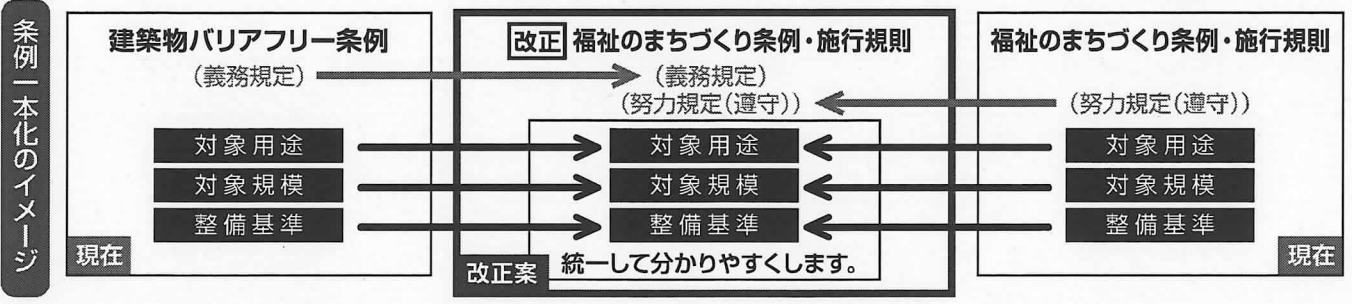 条例一本化のイメージ
建築物バリアフリー条例
(義務規定)
対象用途
対象規模
整備基準
現在
改正 福祉のまちづくり条例・施行規則
(義務規定)
(努力規定(遵守))
対象用途
対象規模
整備基準
統一して分かりやすくします。
改正案
福祉のまちづくり条例・施行規則
(努力規定(遵守))
対象用途
対象規模
整備基準
現在